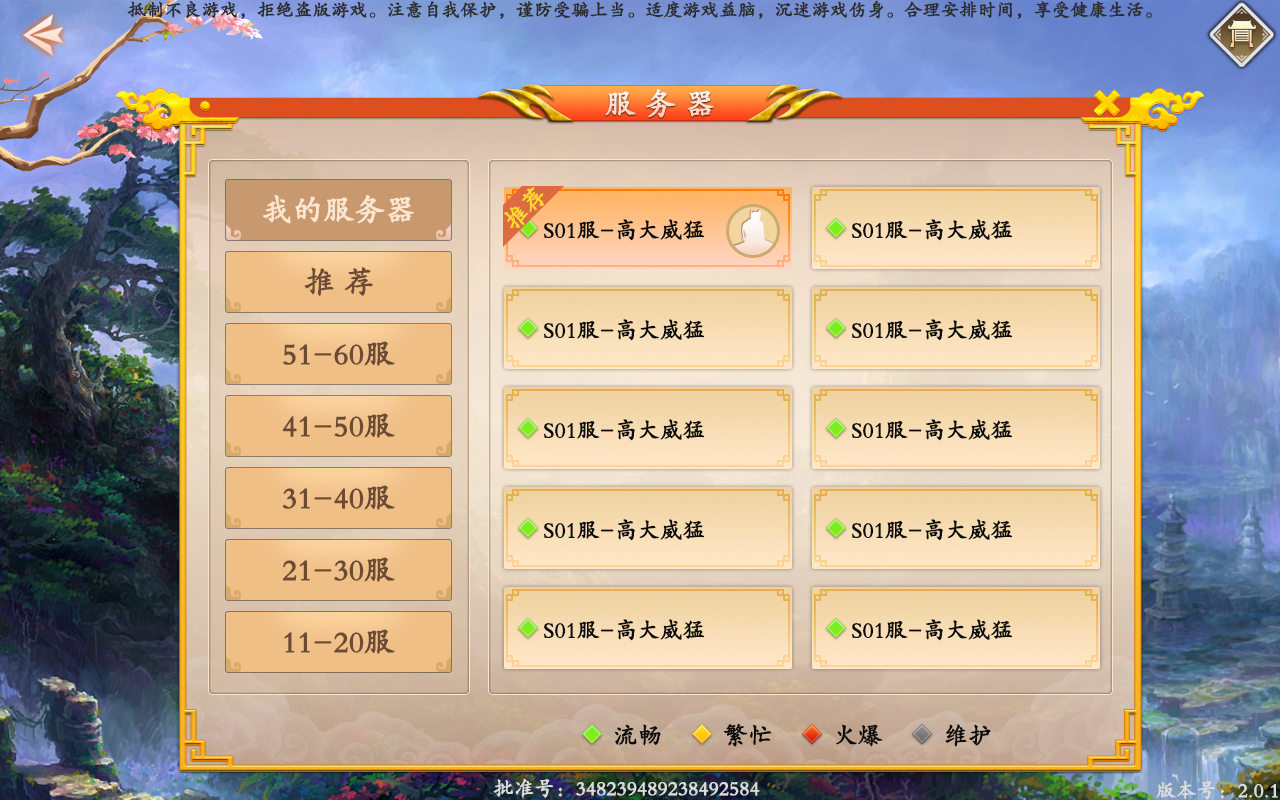 抵制不良游戏，拒绝盗版游戏。注意自我保护，谨防受骗上当。适度游戏益脑，沉迷游戏伤身。合理安排时间，享受健康生活。
服务器
我的服务器
推荐
51-60服
41-50服
31-40服
21-30服
11-20服
推荐
S01服-高大威猛
S01服-高大威猛
S01服-高大威猛
S01服-高大威猛
S01服-高大威猛
S01服-高大威猛
S01服-高大威猛
S01服-高大威猛
S01服-高大威猛
S01服-高大威猛
流畅 繁忙 火爆 维护
批准号：348239489238492584
版本号：2.0.1